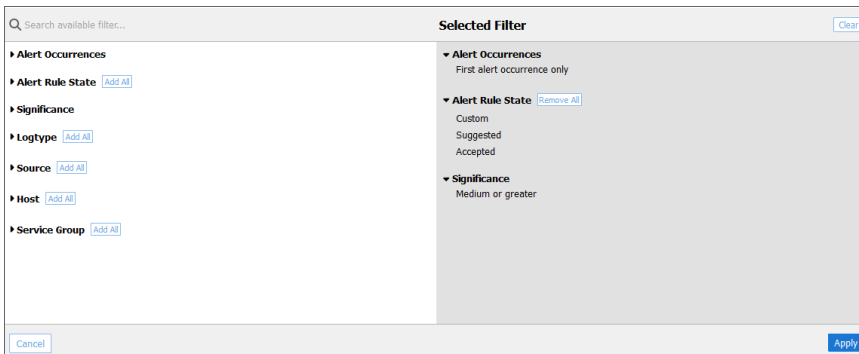 Search available filter...
Selected Filter
Clear
Alert Occurrences
Alert Rule State Add All
Significance
Logtype Add All
Source Add All
Host Add All
Service Group Add All
Alert Occurrences
First alert occurrence only
Alert Rule State Remove All
Custom
Suggested
Accepted
Significance
Medium or greater
Cancel
Apply